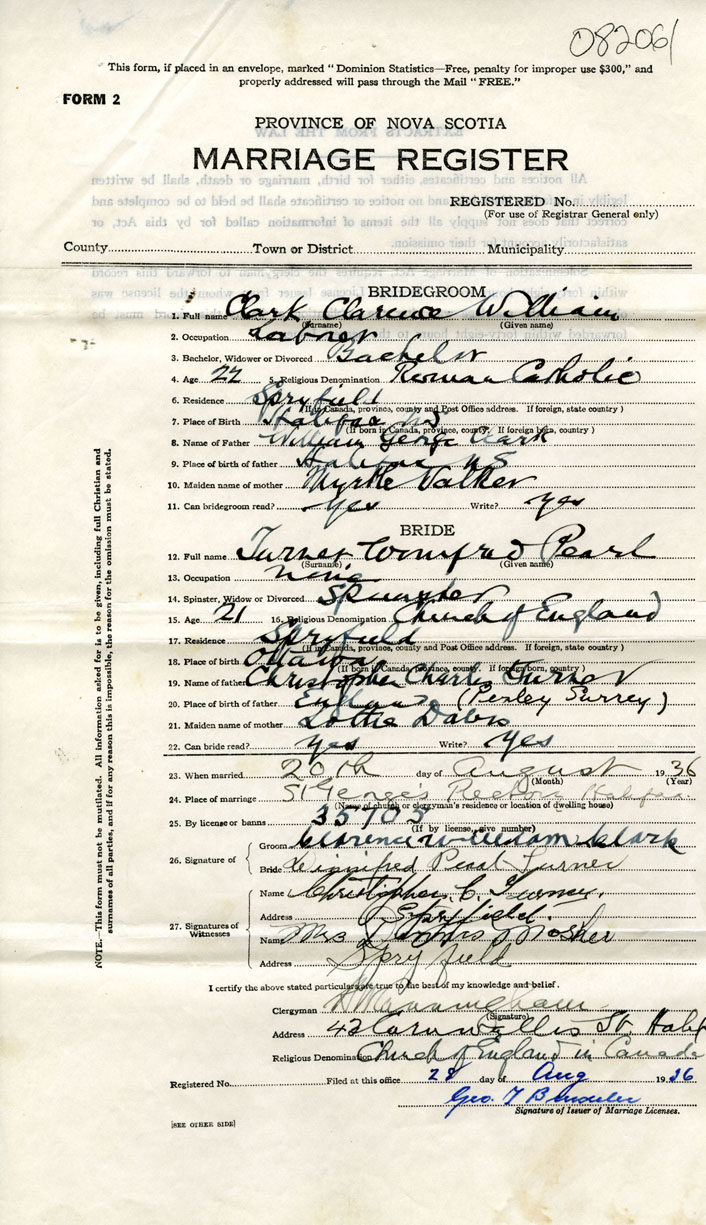 08206
This form, if placed in an envelope, marked "Dominion Statistics—Free, penalty for improper use $300," and
properly addressed will pass through the Mail "FREE."
FORM 2
PROVINCE OF NOVA SCOTIA
MARRIAGE REGISTER
REGISTERED No.
(For use of Registrar General only)
County Town or District Municipality
BRIDEGROOM
1. Full name Clark Clarence William
(Surname) (Given name)
2. Occupation Laborer
3. Bachelor, Widower or Divorced Bachelor
4. Age 22 5. Religious Denomination Roman Catholic
6. Residence Spryfield
(If in Canada, province, county and Post Office address. If foreign, state country)
7. Place of Birth Halifax NS
(If born in Canada, province, county. If foreign born, country)
8. Name of Father William George Clark
9. Place of birth of father Halifax NS
10. Maiden name of mother Myrtle Walker
11. Can bridegroom read? yes Write? yes
BRIDE
12. Full name Turner Winnifred Pearl
(Surname) (Given name)
13. Occupation None
14. Spinster, Widow or Divorced Spinster
15. Age 21 16. Religious Denomination Church of England
17. Residence Spryfield
(If in Canada, province, county and Post Office address. If foreign, state country)
18. Place of birth Ottawa
(If born in Canada, province, county. If foreign born, country)
19. Name of father Christopher Charles Turner
20. Place of birth of father England ( Surrey)
21. Maiden name of mother Lottie
22. Can bride read? yes Write? yes
23. When married 20th day of August 1936
(Month) (Year)
24. Place of marriage St George's Rectory Halifax
(Name of church or clergyman's residence or location of dwelling house)
25. By license or banns 35705
(If by license, give number)
26. Signature of
Groom Clarence William Clark
Bride Winnifred Pearl Turner
27. Signatures of
Witnesses
Name Christopher C. Turner.
Address Spryfield.
Name Mrs Mosher
Address Spryfield
I certify the above stated particulars are true to the best of my knowledge and belief.
Clergyman
(Signature)
Address 42 Cornwallis St. Halif
Religious Denomination Church of England in Canada
Registered No. Filed at this office 28 day of Aug 1936
Geo. T
Signature of Issuer of Marriage Licenses.
[SEE OTHER SIDE]
NOTE.—This form must not be mutilated. All information asked for is to be given, including full Christian and
surnames of all parties, and if for any reason this is impossible, the reason for the omission must be stated.